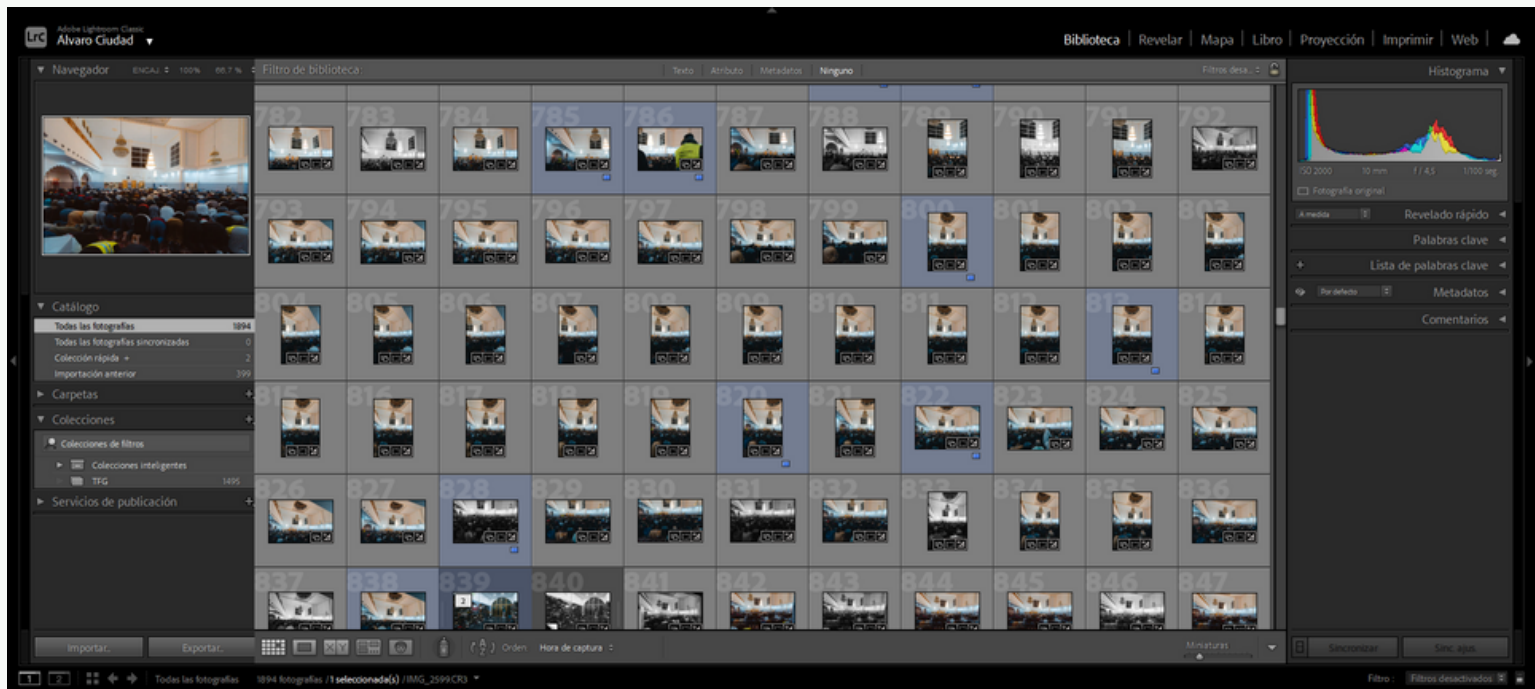 LrC
Adobe Lightroom Classic
Alvaro Ciudad
Biblioteca | Revelar | Mapa | Libro | Proyección | Imprimir | Web
Navegador ENCAJ. 100% 66,7 %
Filtro de biblioteca: Texto Atributo Metadatos Ninguno Filtros desa...
Histograma
782 783 784 785 786 787 788 789 790 791 792
ISO 2000 10 mm f / 4,5 1/100 seg
Fotografía original
793 794 795 796 797 798 799 800 801 802 803
A medida Revelado rápido
Palabras clave
Lista de palabras clave
Por defecto Metadatos
Comentarios
Catálogo
Todas las fotografías 1894
Todas las fotografías sincronizadas 0
Colección rápida + 2
Importación anterior 399
804 805 806 807 808 809 810 811 812 813 814
Carpetas
Colecciones
Colecciones de filtros
Colecciones inteligentes
TFG 1495
Servicios de publicación
815 816 817 818 819 820 821 822 823 824 825
826 827 828 829 830 831 832 833 834 835 836
837 838 839 840 841 842 843 844 845 846 847
2
Importar... Exportar...
XY
Orden: Hora de captura
Miniaturas
Sincronizar Sinc. ajus.
1 2 Todas las fotografías 1894 fotografías /1 seleccionada(s) /IMG_2599.CR3
Filtro : Filtros desactivados